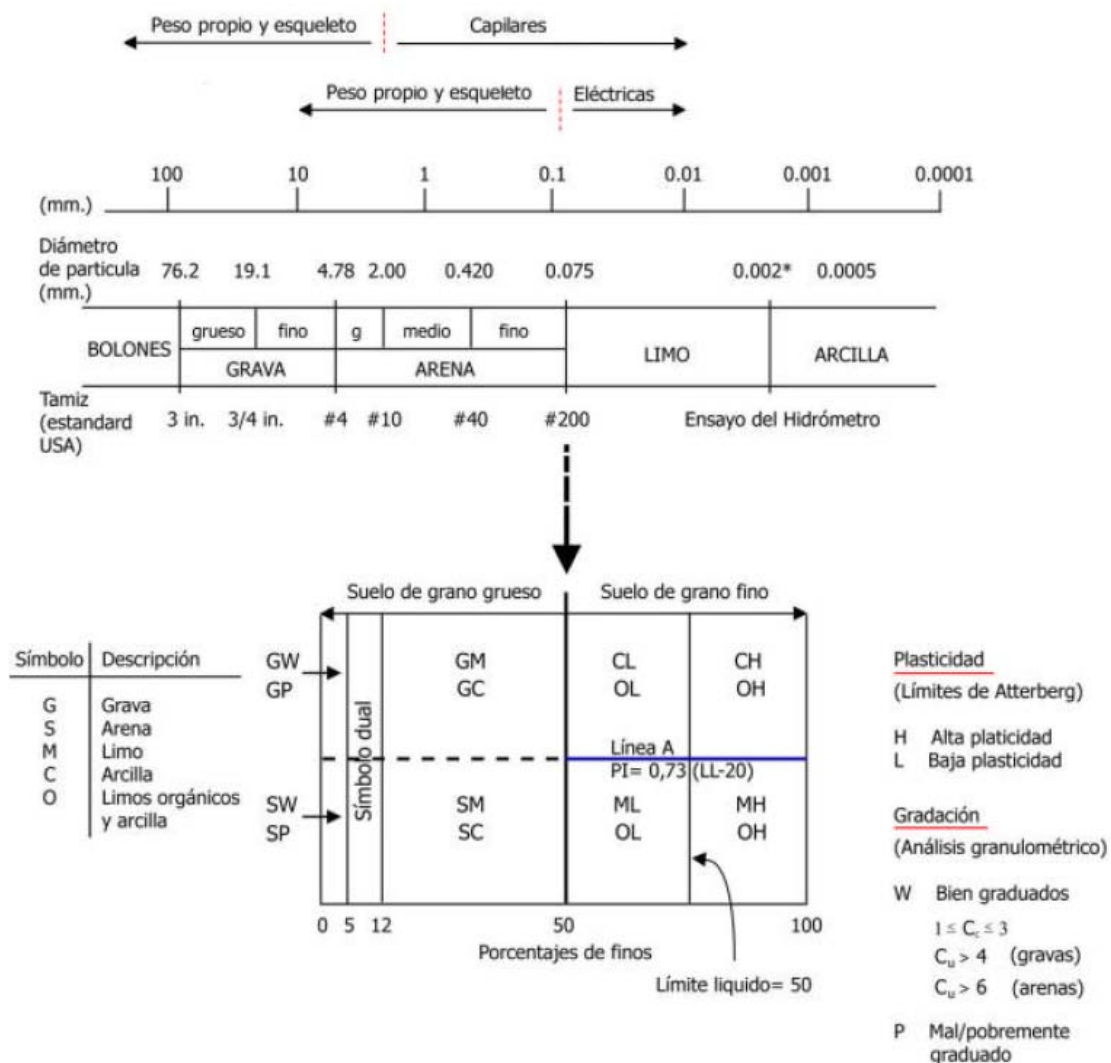 Peso propio y esqueleto Capilares
Peso propio y esqueleto Eléctricas
100 10 1 0.1 0.01 0.001 0.0001
(mm.)
Diámetro
de particula
(mm.)
76.2 19.1 4.78 2.00 0.420 0.075 0.002* 0.0005
BOLONES
grueso fino g medio fino
GRAVA ARENA
LIMO ARCILLA
Tamiz
(estandard
USA)
3 in. 3/4 in. #4 #10 #40 #200 Ensayo del Hidrómetro
Suelo de grano grueso Suelo de grano fino
Símbolo Descripción
G Grava
S Arena
M Limo
C Arcilla
O Limos orgánicos
y arcilla
GW
GP
SW
SP
Símbolo dual
GM
GC
SM
SC
CL CH
OL OH
Línea A
PI= 0,73 (LL-20)
ML MH
OL OH
0 5 12 50 100
Porcentajes de finos
Límite liquido= 50
Plasticidad
(Límites de Atterberg)
H Alta platicidad
L Baja plasticidad
Gradación
(Análisis granulométrico)
W Bien graduados
1 ≤ Cc ≤ 3
Cu > 4 (gravas)
Cu > 6 (arenas)
P Mal/pobremente
graduado